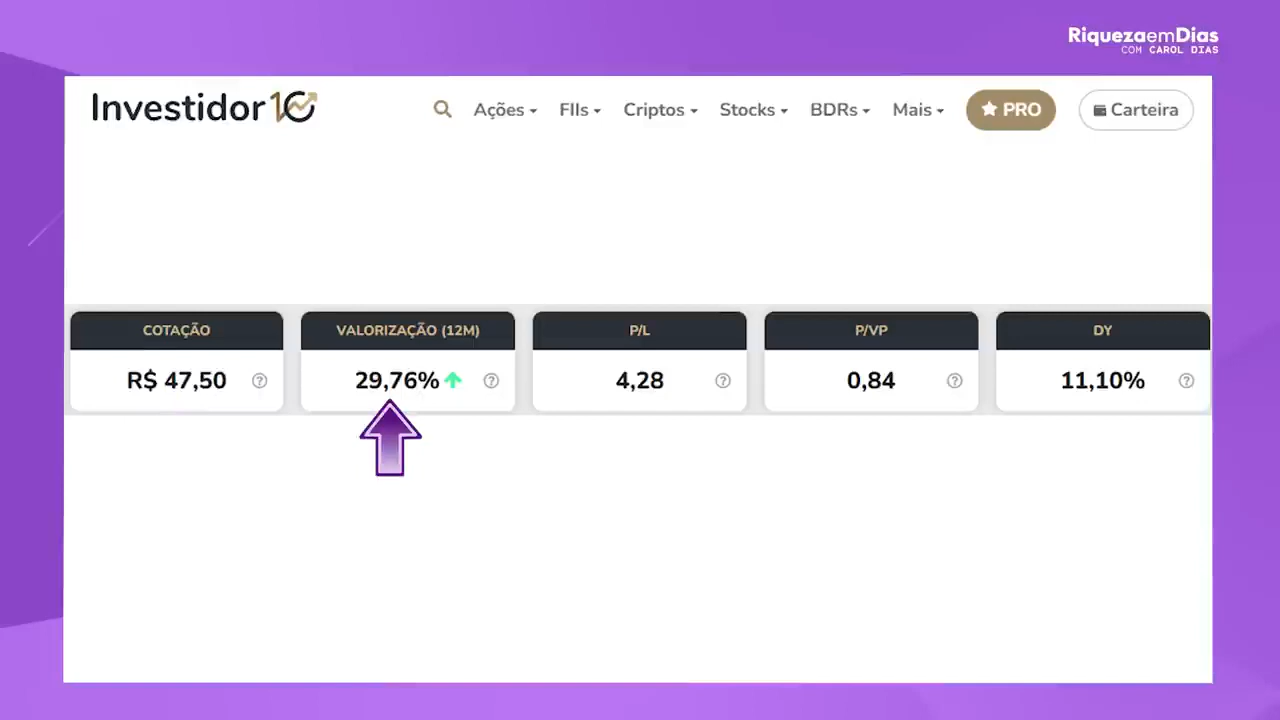 RiquezaemDias
COM CAROL DIAS
Investidor10
Ações FIIs Criptos Stocks BDRs Mais PRO Carteira
COTAÇÃO VALORIZAÇÃO (12M) P/L P/VP DY
R$ 47,50 ? 29,76% ? 4,28 ? 0,84 ? 11,10% ?